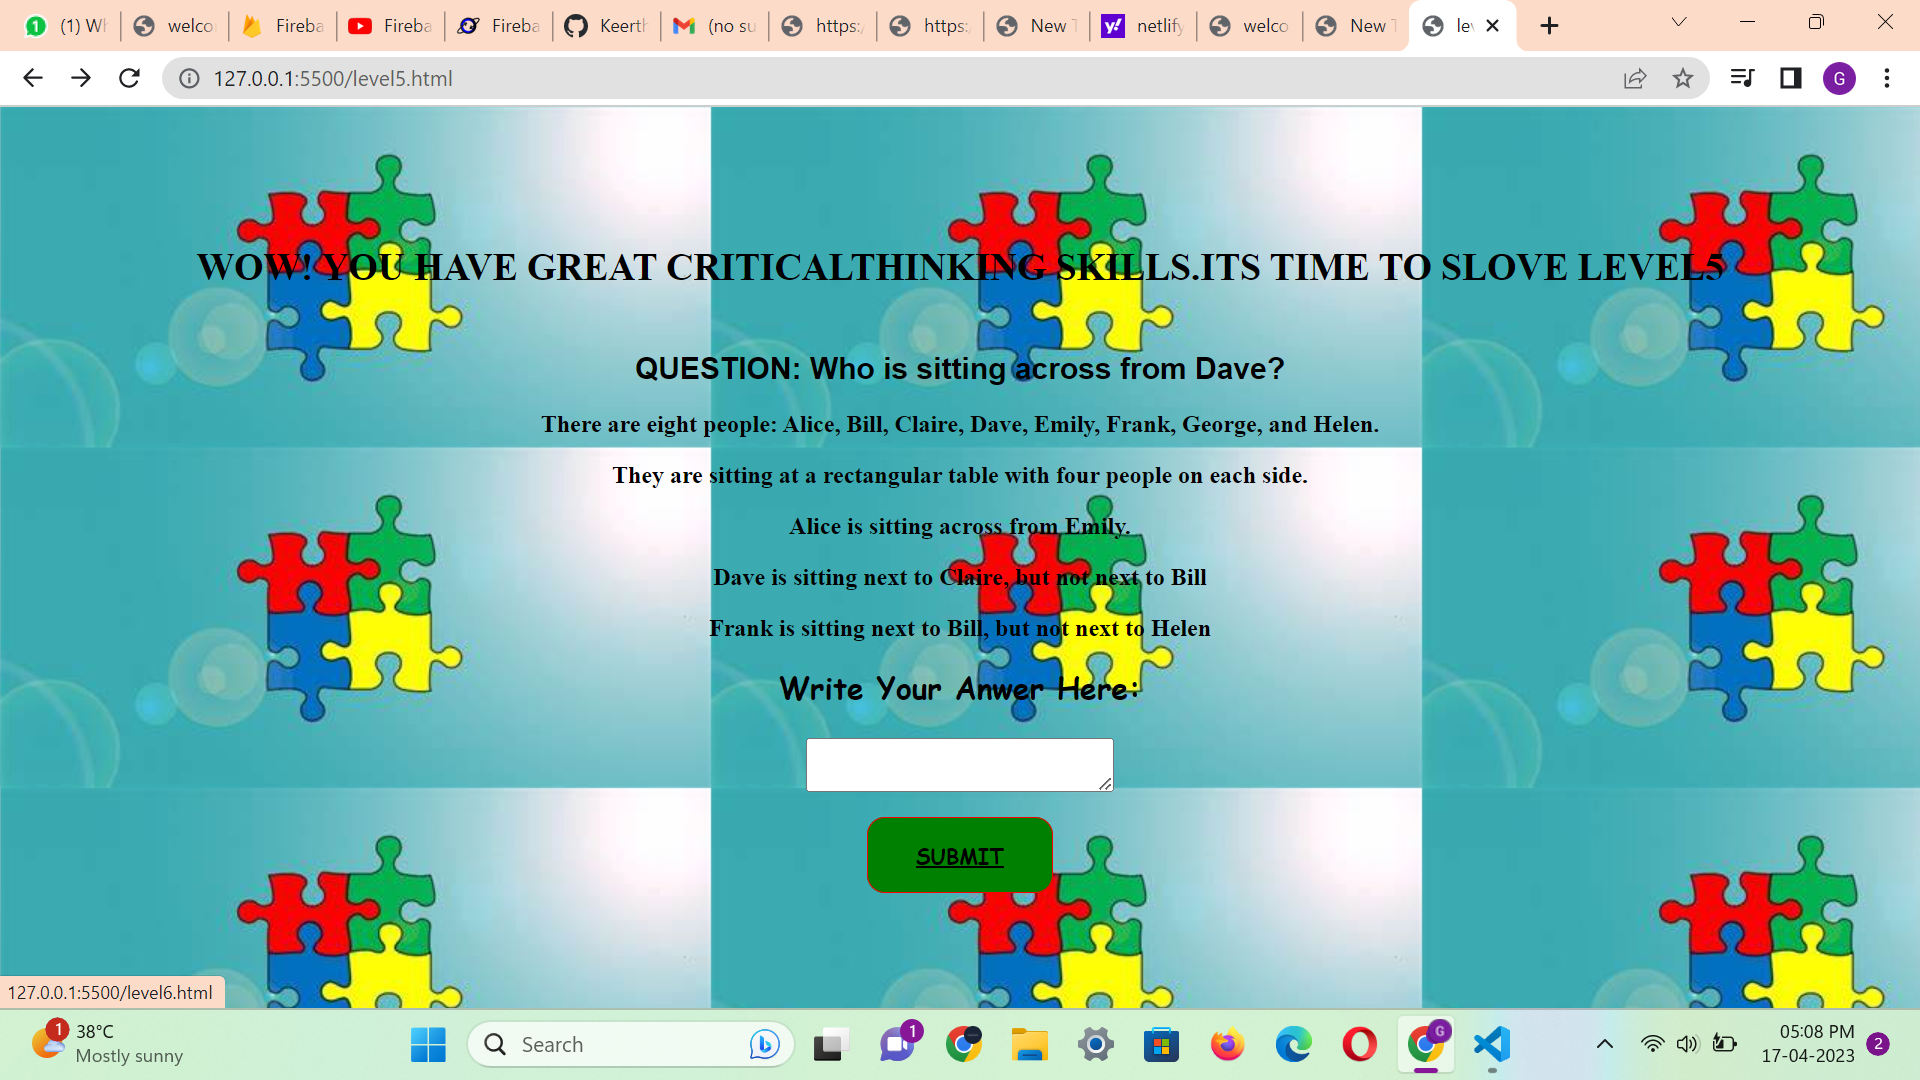 (1) Wh
welco
Fireba
Fireba
Fireba
Keerth
(no su
https:/
https:/
New T
netlify
welco
New T
le
127.0.0.1:5500/level5.html
G
WOW! YOU HAVE GREAT CRITICALTHINKING SKILLS.ITS TIME TO SLOVE LEVEL5
QUESTION: Who is sitting across from Dave?
There are eight people: Alice, Bill, Claire, Dave, Emily, Frank, George, and Helen.
They are sitting at a rectangular table with four people on each side.
Alice is sitting across from Emily.
Dave is sitting next to Claire, but not next to Bill
Frank is sitting next to Bill, but not next to Helen
Write Your Anwer Here:
SUBMIT
127.0.0.1:5500/level6.html
1
38°C
Mostly sunny
Search
1
G
05:08 PM
17-04-2023
2